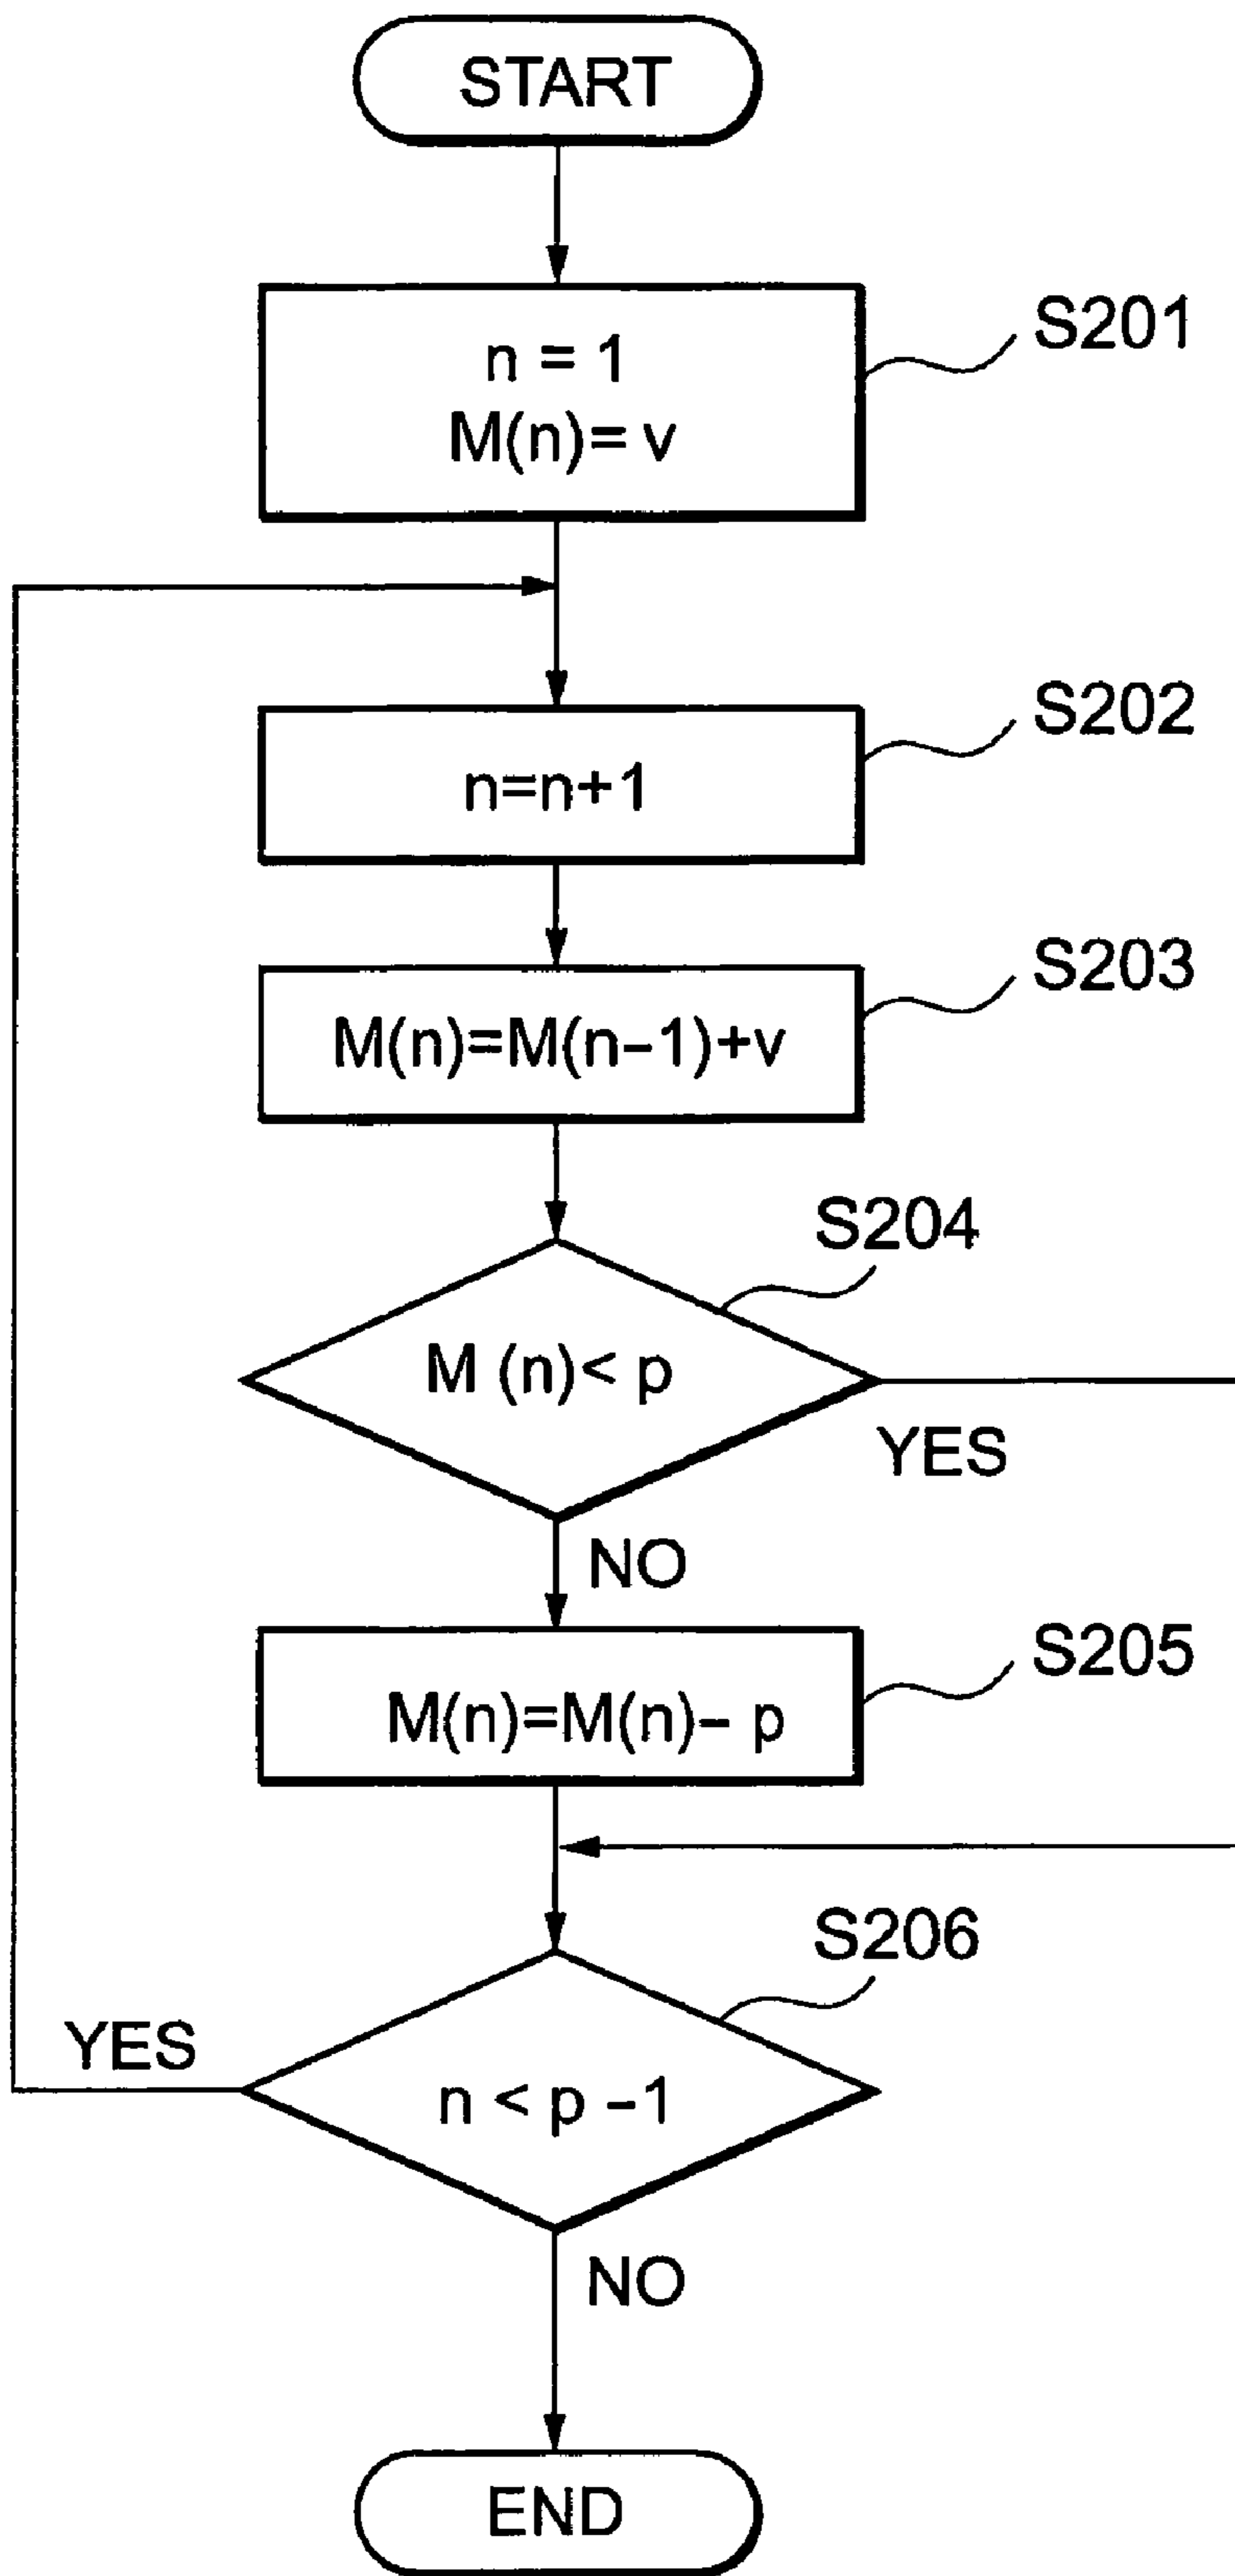 START
n = 1
M(n)= v
S201
n=n+1
S202
M(n)=M(n–1)+v
S203
M (n)< p
S204
YES
NO
M(n)=M(n)– p
S205
n < p –1
S206
YES
NO
END